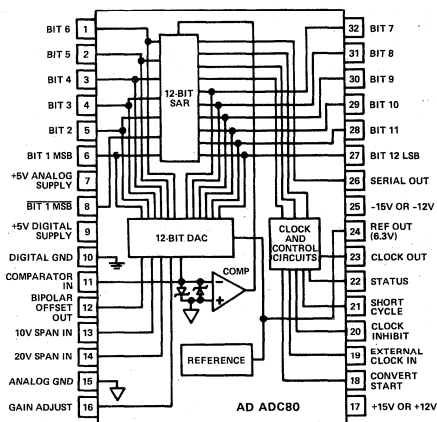 BIT 6 1
BIT 5 2
BIT 4 3
BIT 3 4
BIT 2 5
BIT 1 MSB 6
+5V ANALOG
SUPPLY 7
BIT 1 MSB 8
+5V DIGITAL
SUPPLY 9
DIGITAL GND 10
COMPARATOR
IN 11
BIPOLAR
OFFSET
OUT 12
10V SPAN IN 13
20V SPAN IN 14
ANALOG GND 15
GAIN ADJUST 16
12-BIT
SAR
12-BIT DAC
COMP
−
+
CLOCK
AND
CONTROL
CIRCUITS
REFERENCE
AD ADC80
32 BIT 7
31 BIT 8
30 BIT 9
29 BIT 10
28 BIT 11
27 BIT 12 LSB
26 SERIAL OUT
25 –15V OR –12V
24 REF OUT
(6.3V)
23 CLOCK OUT
22 STATUS
21 SHORT
CYCLE
20 CLOCK
INHIBIT
19 EXTERNAL
CLOCK IN
18 CONVERT
START
17 +15V OR +12V